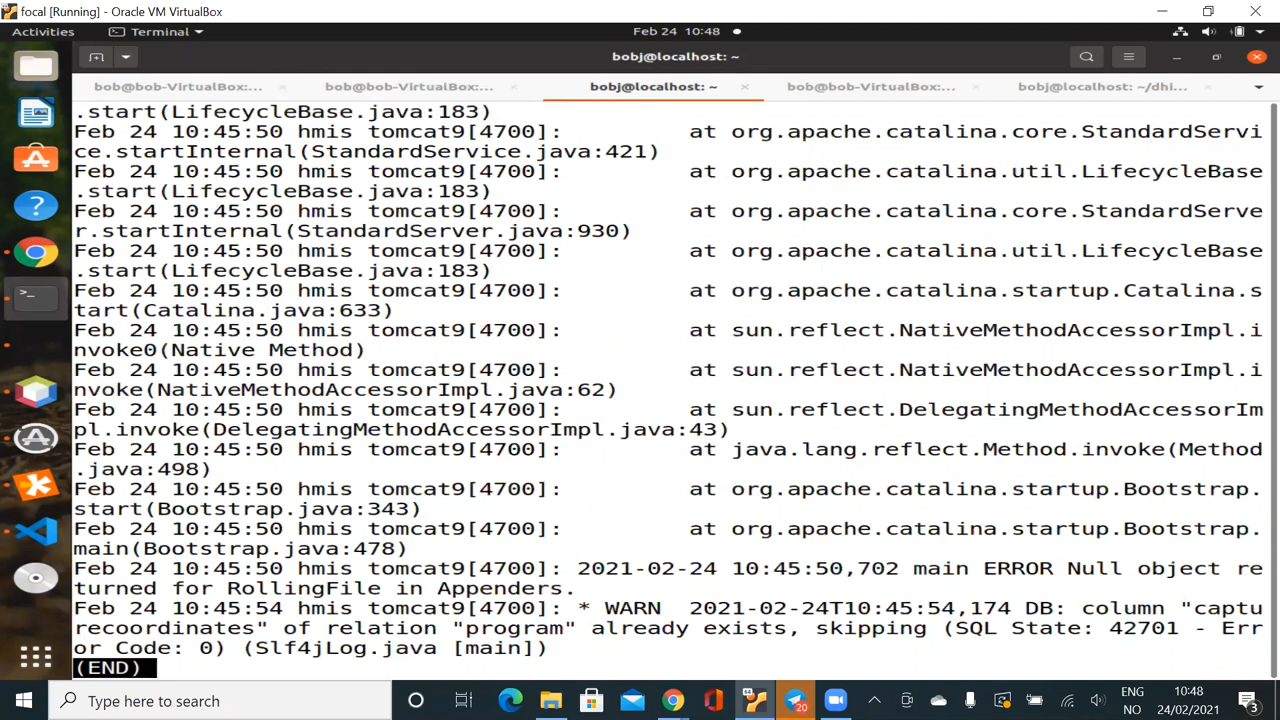 focal [Running] - Oracle VM VirtualBox
Activities
Terminal
Feb 24 10:48
bobj@localhost: ~
bob@bob-VirtualBox:...
bob@bob-VirtualBox:...
bobj@localhost: ~
bob@bob-VirtualBox:...
bobj@localhost: ~/dhi...
.start(LifecycleBase.java:183)
Feb 24 10:45:50 hmis tomcat9[4700]:         at org.apache.catalina.core.StandardServi
ce.startInternal(StandardService.java:421)
Feb 24 10:45:50 hmis tomcat9[4700]:         at org.apache.catalina.util.LifecycleBase
.start(LifecycleBase.java:183)
Feb 24 10:45:50 hmis tomcat9[4700]:         at org.apache.catalina.core.StandardServe
r.startInternal(StandardServer.java:930)
Feb 24 10:45:50 hmis tomcat9[4700]:         at org.apache.catalina.util.LifecycleBase
.start(LifecycleBase.java:183)
Feb 24 10:45:50 hmis tomcat9[4700]:         at org.apache.catalina.startup.Catalina.s
tart(Catalina.java:633)
Feb 24 10:45:50 hmis tomcat9[4700]:         at sun.reflect.NativeMethodAccessorImpl.i
nvoke0(Native Method)
Feb 24 10:45:50 hmis tomcat9[4700]:         at sun.reflect.NativeMethodAccessorImpl.i
nvoke(NativeMethodAccessorImpl.java:62)
Feb 24 10:45:50 hmis tomcat9[4700]:         at sun.reflect.DelegatingMethodAccessorIm
pl.invoke(DelegatingMethodAccessorImpl.java:43)
Feb 24 10:45:50 hmis tomcat9[4700]:         at java.lang.reflect.Method.invoke(Method
.java:498)
Feb 24 10:45:50 hmis tomcat9[4700]:         at org.apache.catalina.startup.Bootstrap.
start(Bootstrap.java:343)
Feb 24 10:45:50 hmis tomcat9[4700]:         at org.apache.catalina.startup.Bootstrap.
main(Bootstrap.java:478)
Feb 24 10:45:50 hmis tomcat9[4700]: 2021-02-24 10:45:50,702 main ERROR Null object re
turned for RollingFile in Appenders.
Feb 24 10:45:54 hmis tomcat9[4700]: * WARN  2021-02-24T10:45:54,174 DB: column "captu
recoordinates" of relation "program" already exists, skipping (SQL State: 42701 - Err
or Code: 0) (Slf4jLog.java [main])
(END)
Type here to search
20
ENG
NO
10:48
24/02/2021
3